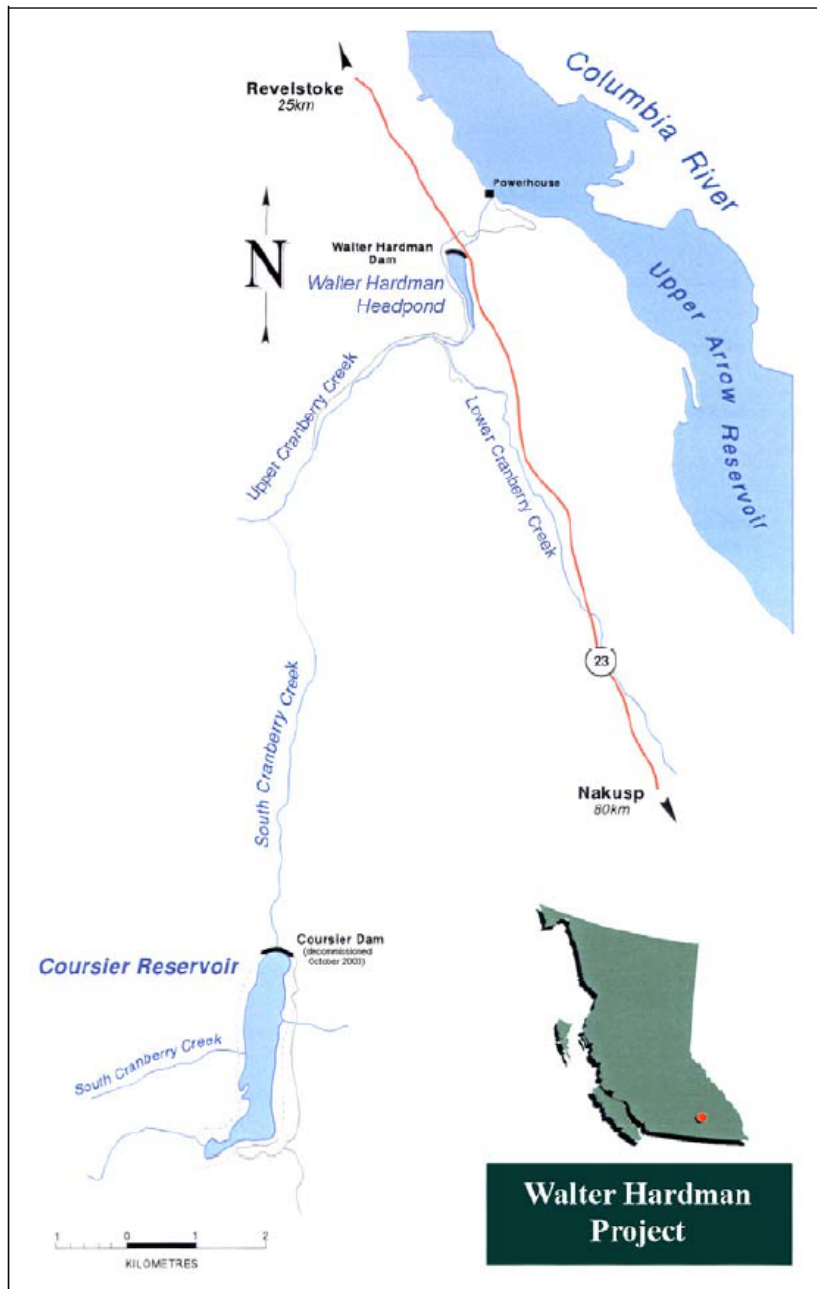 Revelstoke
25km
Columbia River
Powerhouse
N
Walter Hardman
Dam
Walter Hardman
Headpond
Upper Arrow Reservoir
Upper Cranberry Creek
Lower Cranberry Creek
23
South Cranberry Creek
Nakusp
80km
Coursier Dam
(decommissioned
October 2003)
Coursier Reservoir
South Cranberry Creek
Walter Hardman
Project
1 0 1 2
KILOMETRES